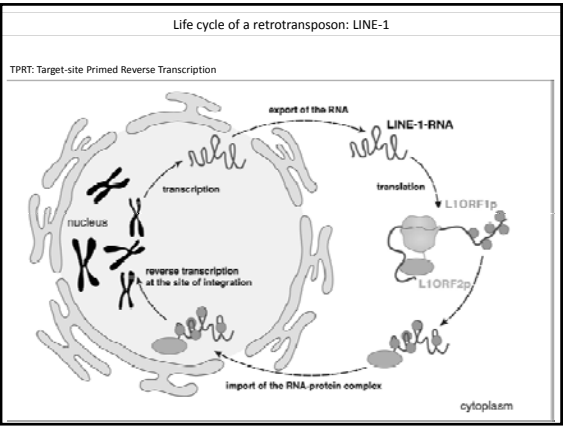 Life cycle of a retrotransposon: LINE-1
TPRT: Target-site Primed Reverse Transcription
export of the RNA
LINE-1-RNA
transcription
translation
L1ORF1p
nucleus
reverse transcription
at the site of integration
L1ORF2p
import of the RNA-protein complex
cytoplasm